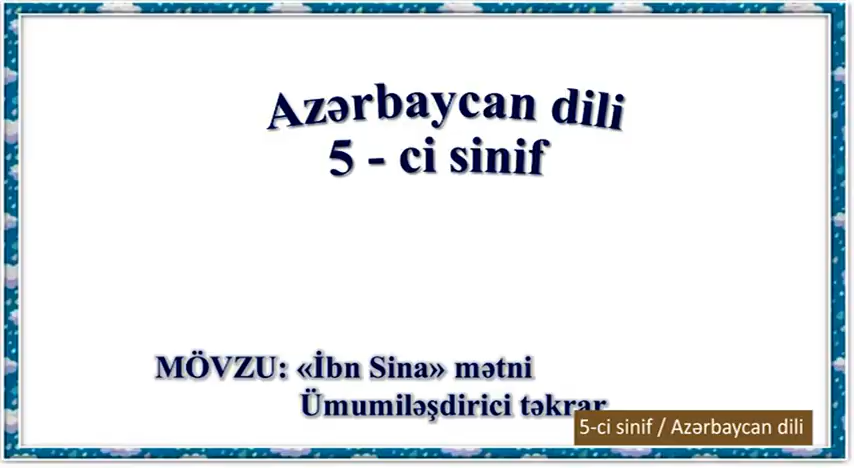 Azərbaycan dili
5 - ci sinif
MÖVZU: «İbn Sina» mətni
Ümumiləşdirici təkrar
5-ci sinif / Azərbaycan dili